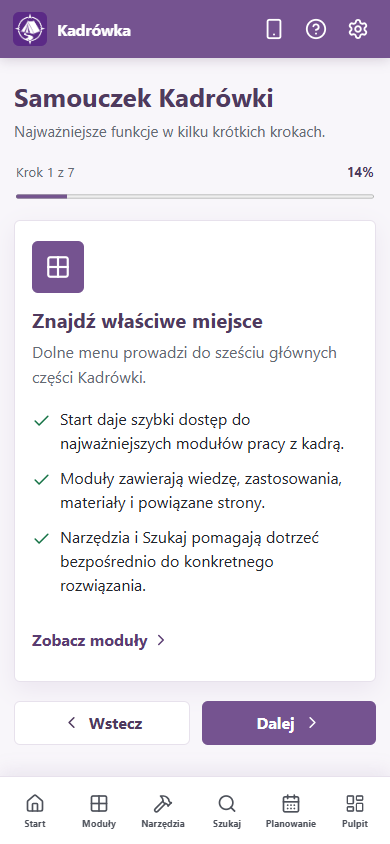 Kadrówka
Samouczek Kadrówki
Najważniejsze funkcje w kilku krótkich krokach.
Krok 1 z 7
14%
Znajdź właściwe miejsce
Dolne menu prowadzi do sześciu głównych
części Kadrówki.
Start daje szybki dostęp do
najważniejszych modułów pracy z kadrą.
Moduły zawierają wiedzę, zastosowania,
materiały i powiązane strony.
Narzędzia i Szukaj pomagają dotrzeć
bezpośrednio do konkretnego
rozwiązania.
Zobacz moduły
Wstecz
Dalej
Start
Moduły
Narzędzia
Szukaj
Planowanie
Pulpit